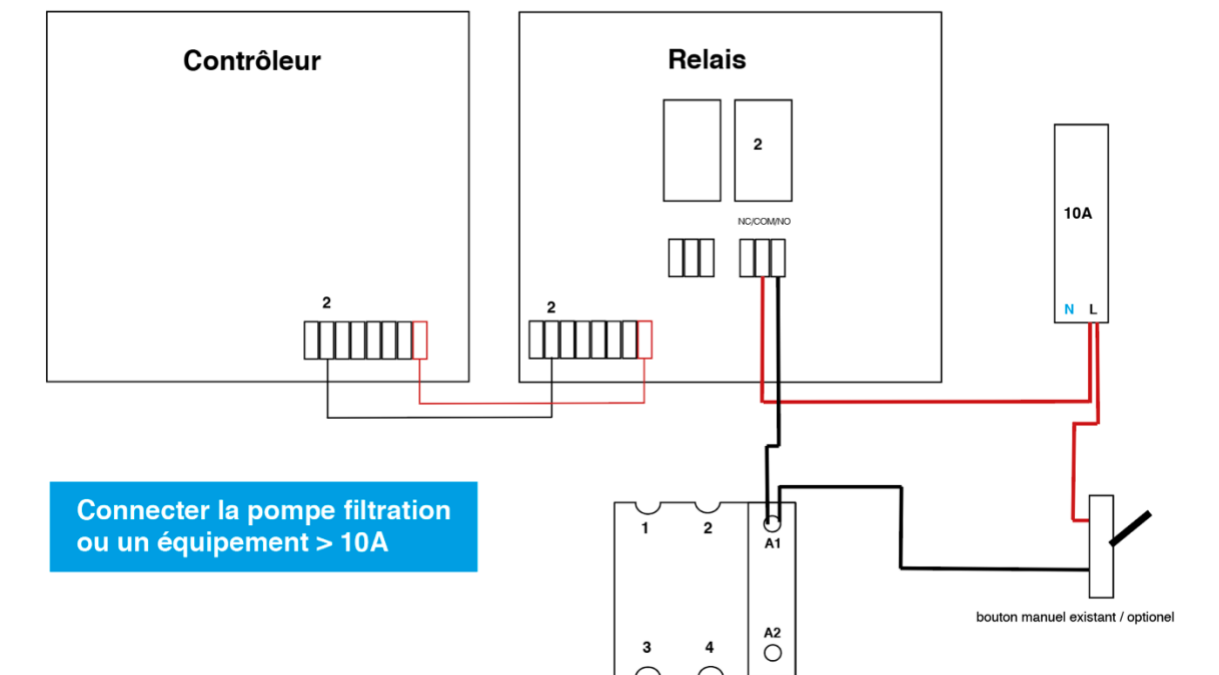 Contrôleur
Relais
2
NC/COM/NO
10A
N L
2
2
Connecter la pompe filtration
ou un équipement > 10A
1 2
A1
bouton manuel existant / optionel
A2
3 4